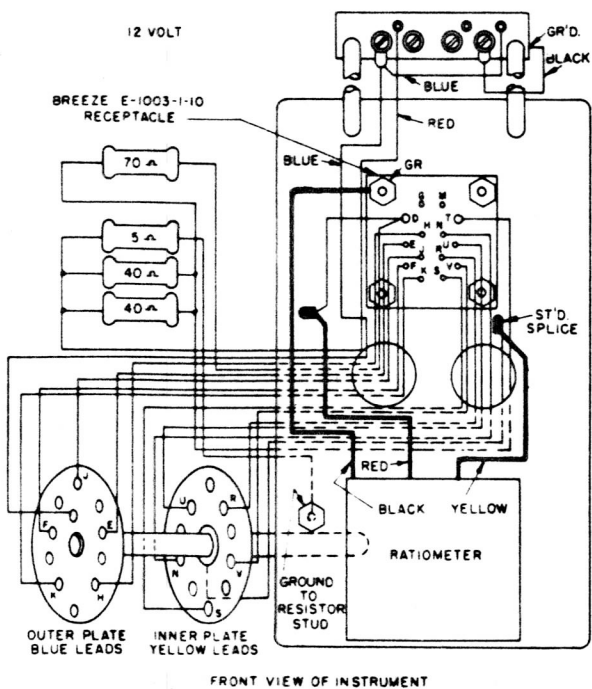 12 VOLT
GR'D.
BLACK
BLUE
BREEZE E-1003-1-10
RECEPTACLE
RED
BLUE
GR
70 Ω
G M
D T
H N
5 Ω
E J R U
40 Ω
F K S V
40 Ω
ST'D.
SPLICE
RED
BLACK YELLOW
J
F E
K H
U R
N V
S
RATIOMETER
GROUND
TO
RESISTOR
STUD
OUTER PLATE
BLUE LEADS
INNER PLATE
YELLOW LEADS
FRONT VIEW OF INSTRUMENT